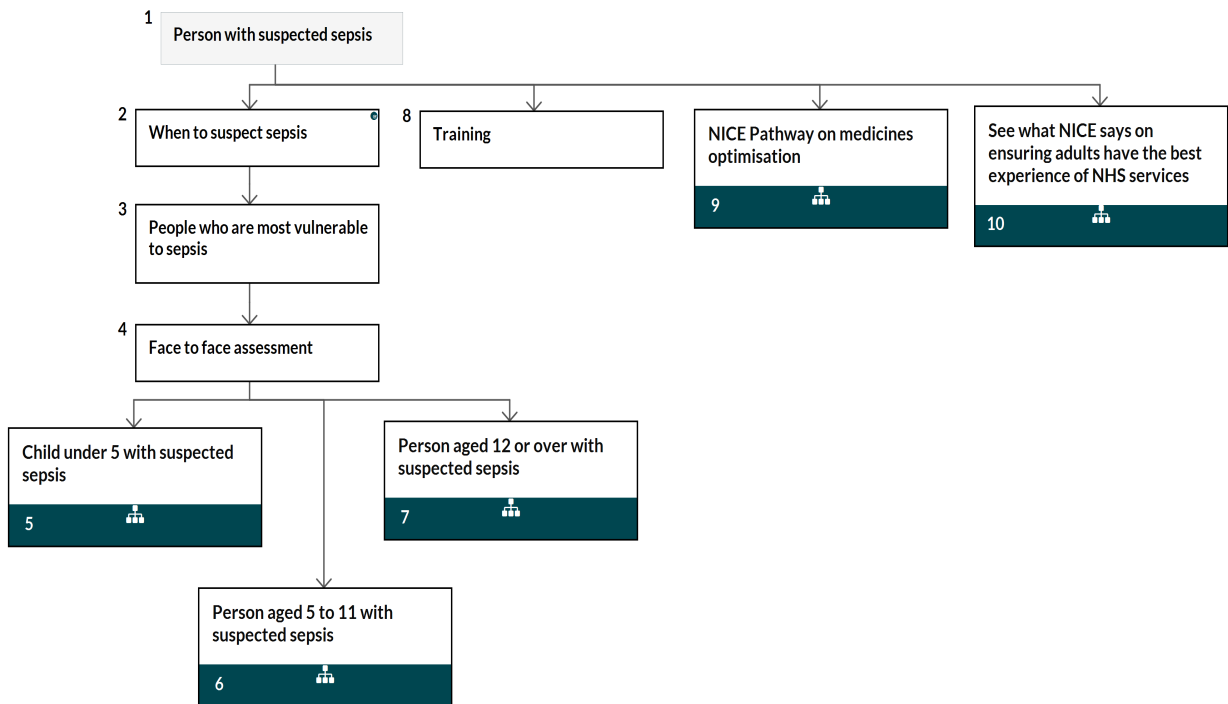 1
Person with suspected sepsis
2
When to suspect sepsis
8
Training
NICE Pathway on medicines
optimisation
9
See what NICE says on
ensuring adults have the best
experience of NHS services
10
3
People who are most vulnerable
to sepsis
4
Face to face assessment
Child under 5 with suspected
sepsis
5
Person aged 12 or over with
suspected sepsis
7
Person aged 5 to 11 with
suspected sepsis
6